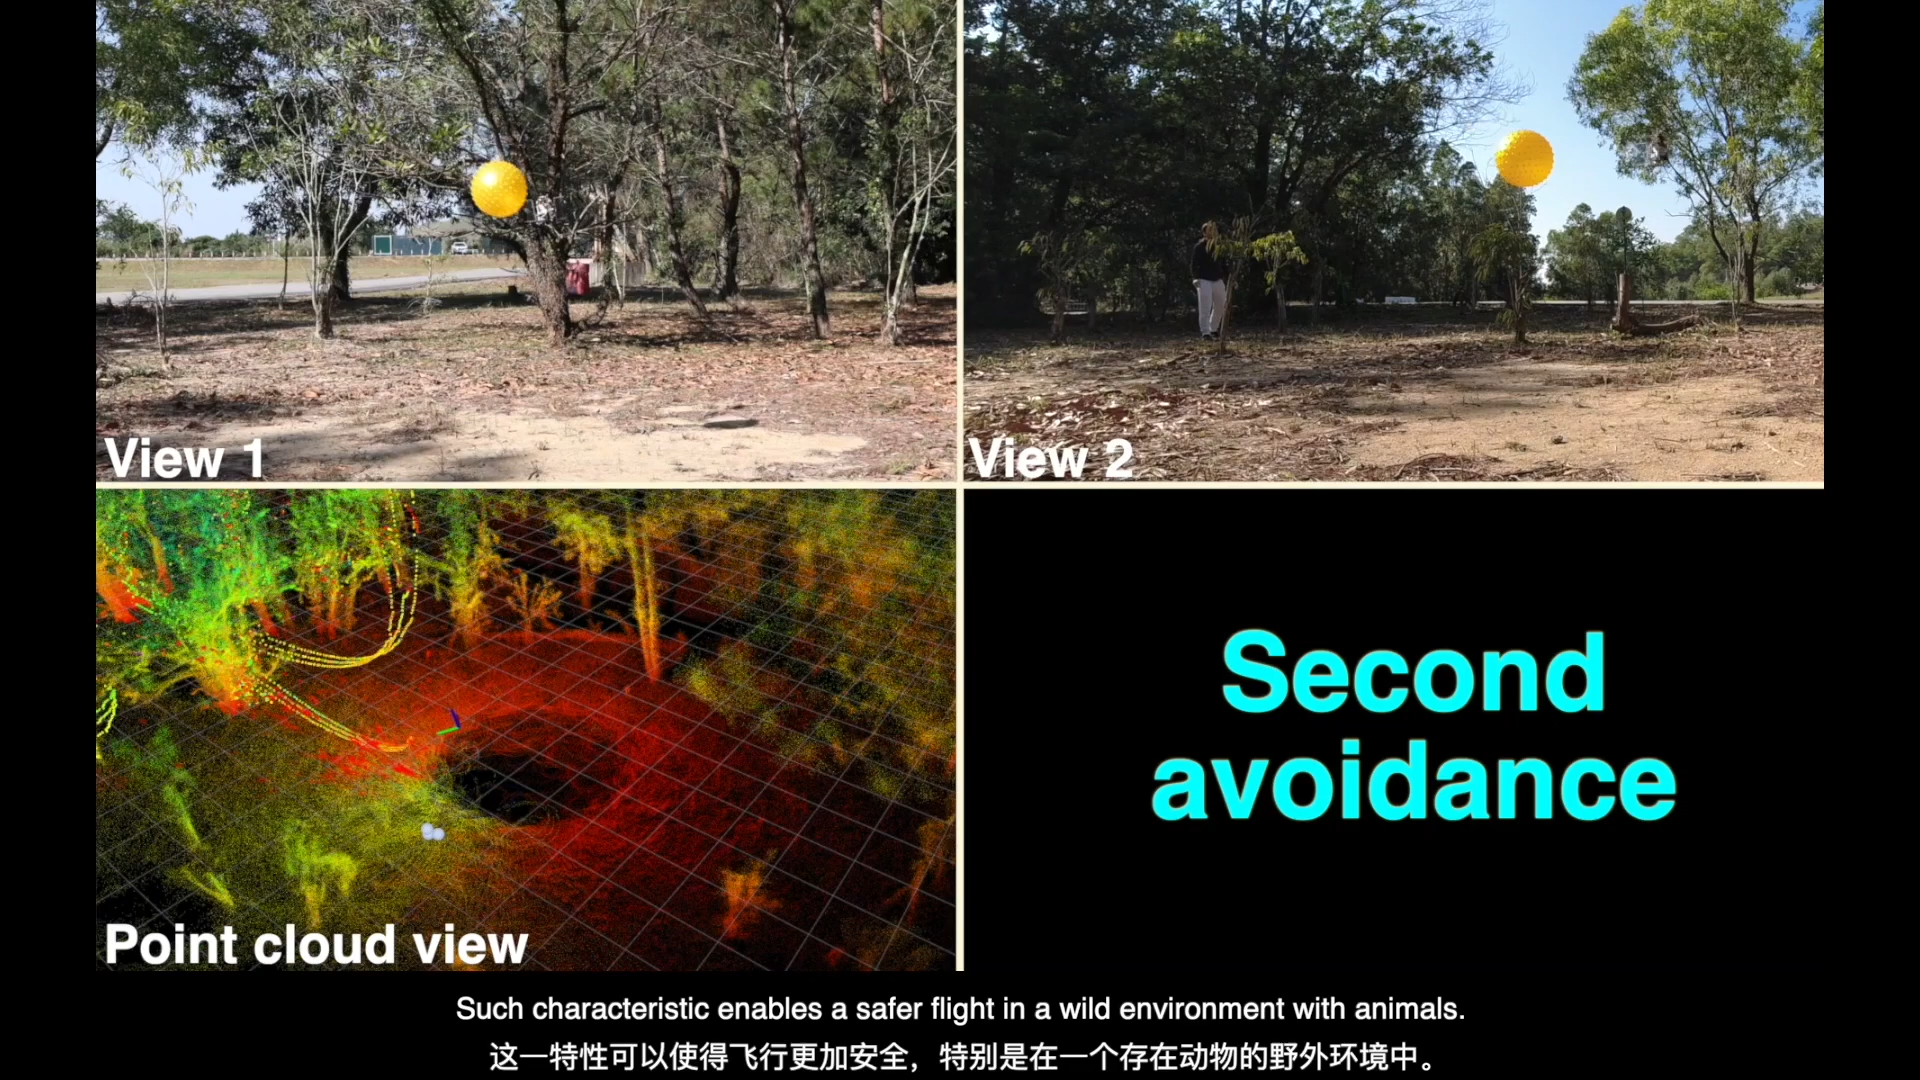 View 1
View 2
Second
avoidance
Point cloud view
Such characteristic enables a safer flight in a wild environment with animals.
这一特性可以使得飞行更加安全，特别是在一个存在动物的野外环境中。